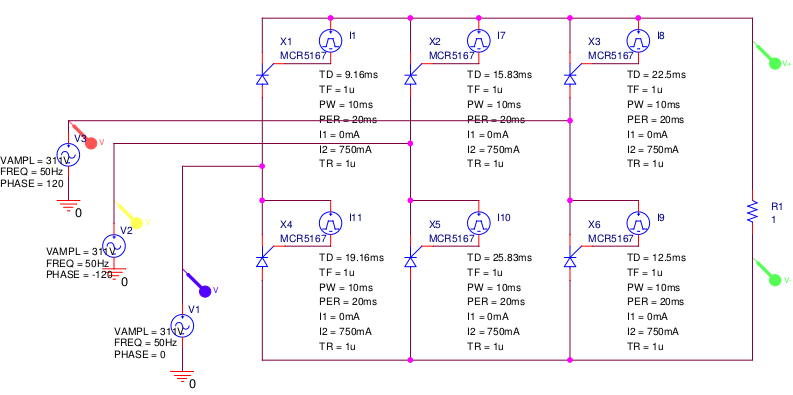 X1
MCR5167
I1
TD = 9.16ms
TF = 1u
PW = 10ms
PER = 20ms
I1 = 0mA
I2 = 750mA
TR = 1u
X2
MCR5167
I7
TD = 15.83ms
TF = 1u
PW = 10ms
PER = 20ms
I1 = 0mA
I2 = 750mA
TR = 1u
X3
MCR5167
I8
TD = 22.5ms
TF = 1u
PW = 10ms
PER = 20ms
I1 = 0mA
I2 = 750mA
TR = 1u
V+
V3
V
VAMPL = 311V
FREQ = 50Hz
PHASE = 120
0
V2
V
VAMPL = 311V
FREQ = 50Hz
PHASE = -120
0
V1
V
VAMPL = 311V
FREQ = 50Hz
PHASE = 0
0
X4
MCR5167
I11
TD = 19.16ms
TF = 1u
PW = 10ms
PER = 20ms
I1 = 0mA
I2 = 750mA
TR = 1u
X5
MCR5167
I10
TD = 25.83ms
TF = 1u
PW = 10ms
PER = 20ms
I1 = 0mA
I2 = 750mA
TR = 1u
X6
MCR5167
I9
TD = 12.5ms
TF = 1u
PW = 10ms
PER = 20ms
I1 = 0mA
I2 = 750mA
TR = 1u
R1
1
V-